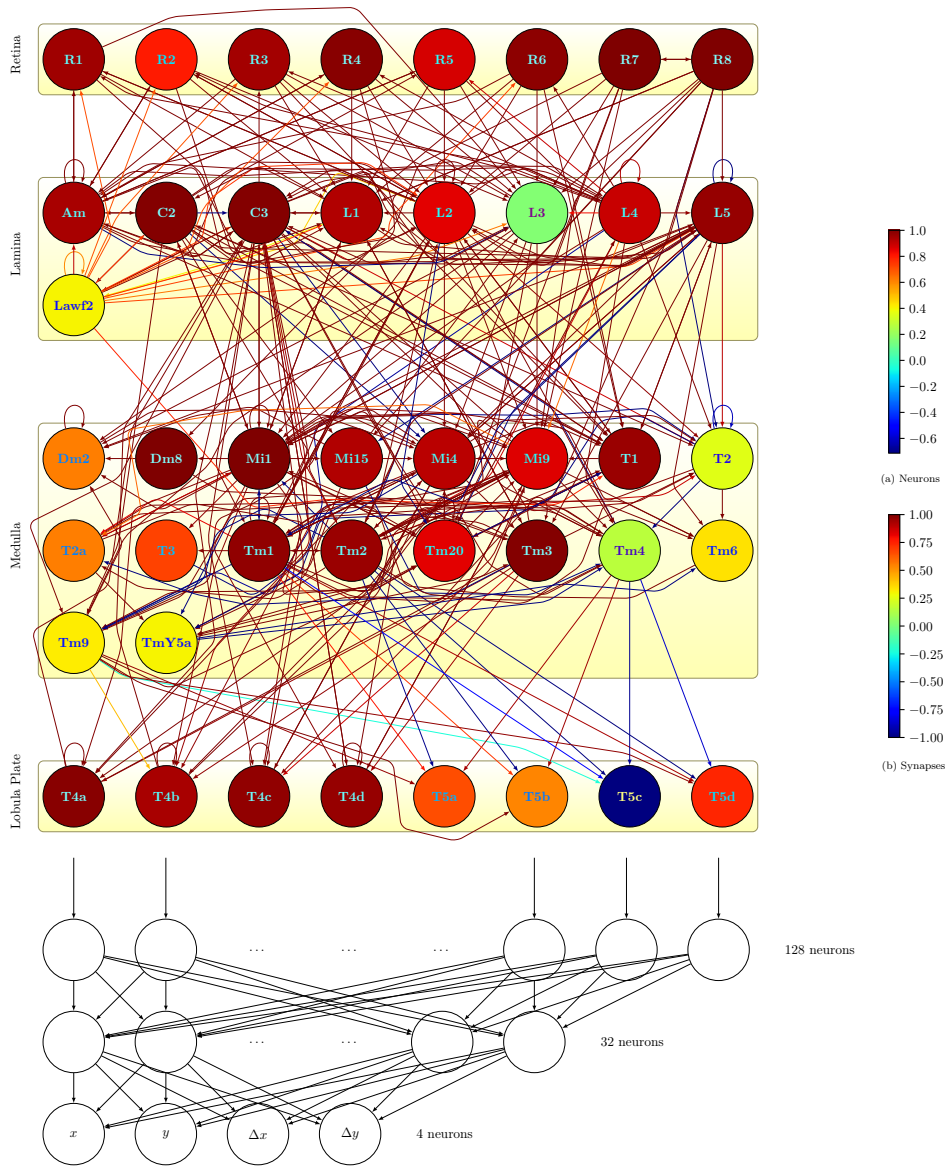 Retina
R1 R2 R3 R4 R5 R6 R7 R8
Lamina
Am C2 C3 L1 L2 L3 L4 L5
Lawf2
Medulla
Dm2 Dm8 Mi1 Mi15 Mi4 Mi9 T1 T2
T2a T3 Tm1 Tm2 Tm20 Tm3 Tm4 Tm6
Tm9 TmY5a
Lobula Plate
T4a T4b T4c T4d T5a T5b T5c T5d
1.0
0.8
0.6
0.4
0.2
0.0
−0.2
−0.4
−0.6
(a) Neurons
1.00
0.75
0.50
0.25
0.00
−0.25
−0.50
−0.75
−1.00
(b) Synapses
... ... ... 128 neurons
... ... 32 neurons
x y Δx Δy 4 neurons